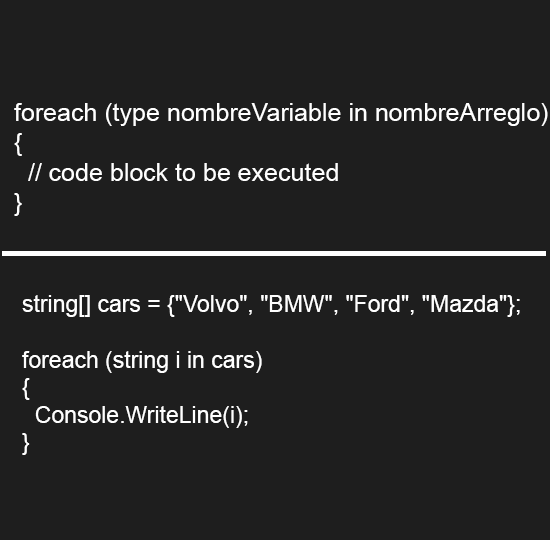 foreach (type nombreVariable in nombreArreglo)
{
// code block to be executed
}
string[] cars = {"Volvo", "BMW", "Ford", "Mazda"};
foreach (string i in cars)
{
Console.WriteLine(i);
}